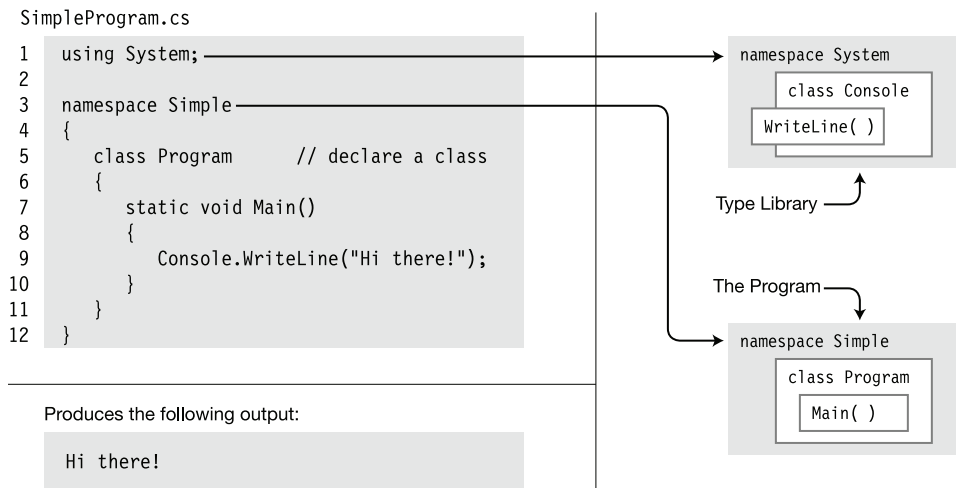 SimpleProgram.cs
1 using System;
2
3 namespace Simple
4 {
5 class Program // declare a class
6 {
7 static void Main()
8 {
9 Console.WriteLine("Hi there!");
10 }
11 }
12 }
Produces the following output:
Hi there!
namespace System
class Console
WriteLine( )
Type Library
The Program
namespace Simple
class Program
Main( )